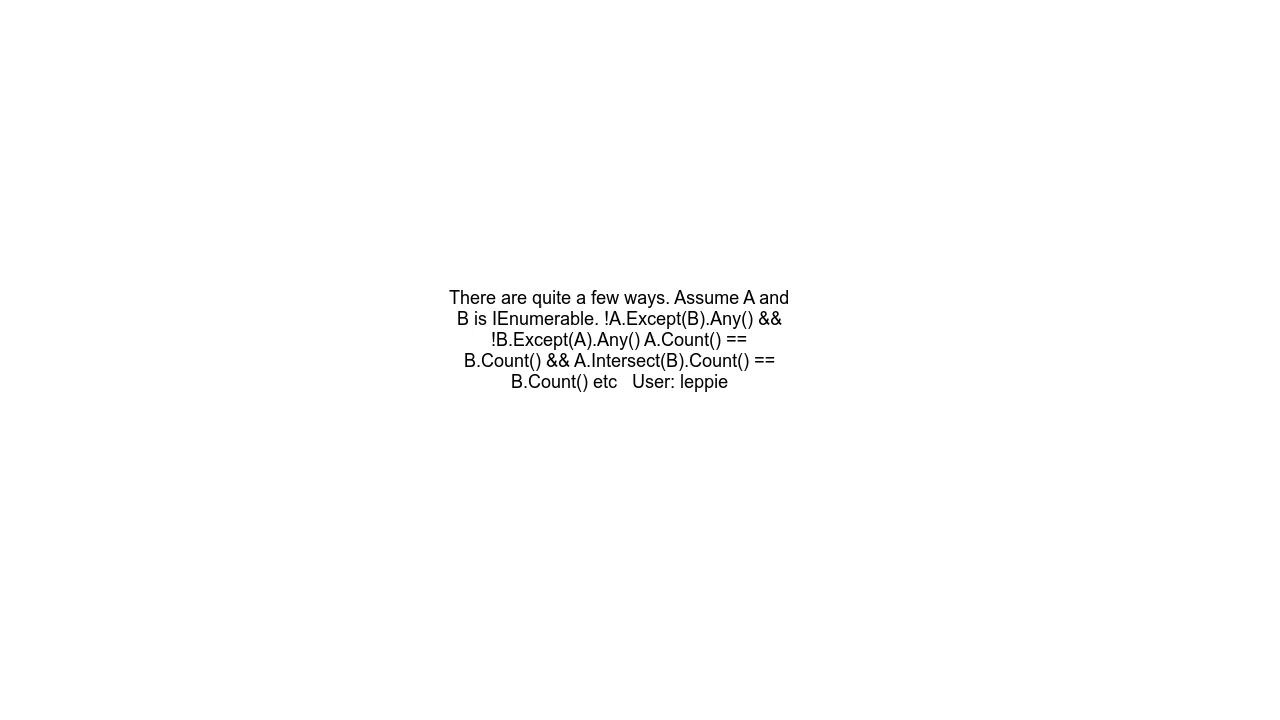 There are quite a few ways. Assume A and
B is IEnumerable. !A.Except(B).Any() &&
!B.Except(A).Any() A.Count() ==
B.Count() && A.Intersect(B).Count() ==
B.Count() etc   User: leppie